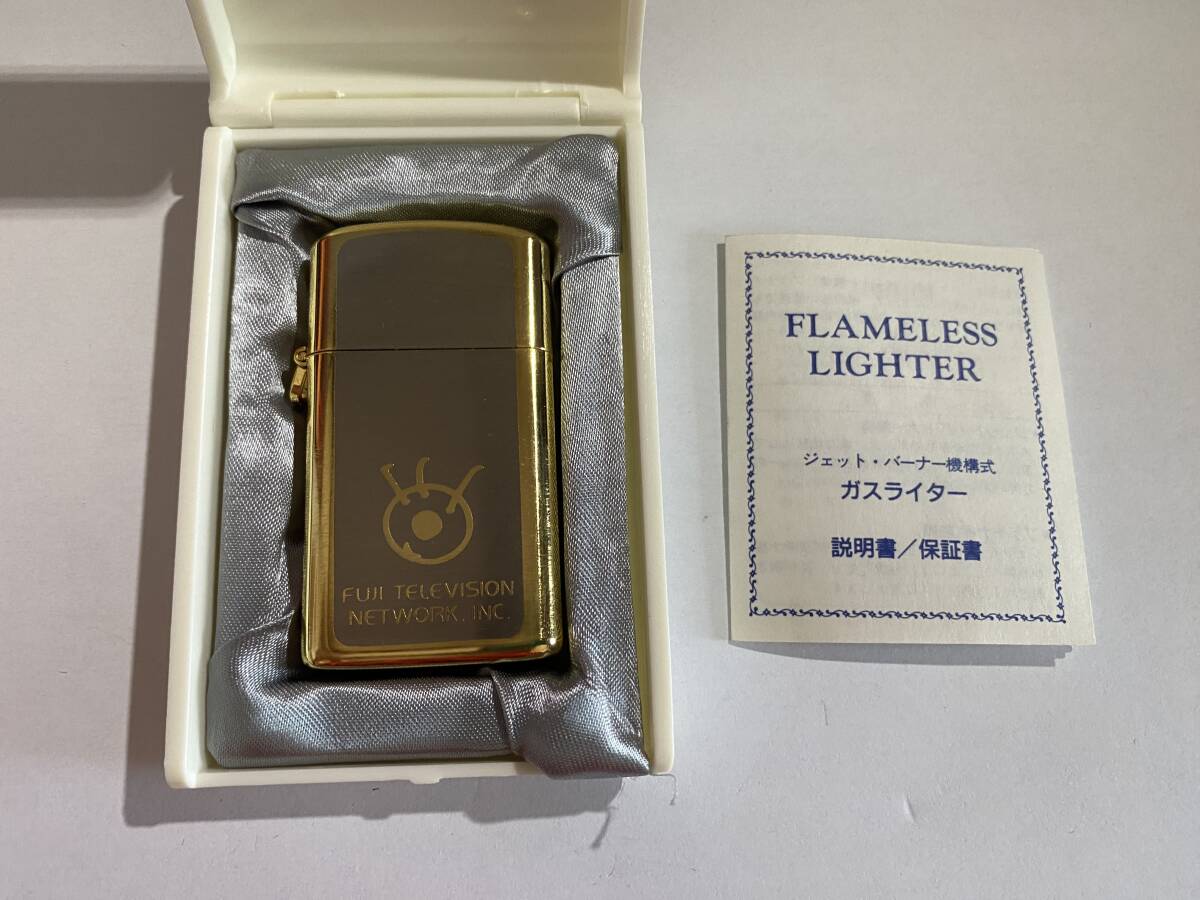 FUJI TELEVISION
NETWORK, INC.
FLAMELESS
LIGHTER
ジェット・バーナー機構式
ガスライター
説明書／保証書